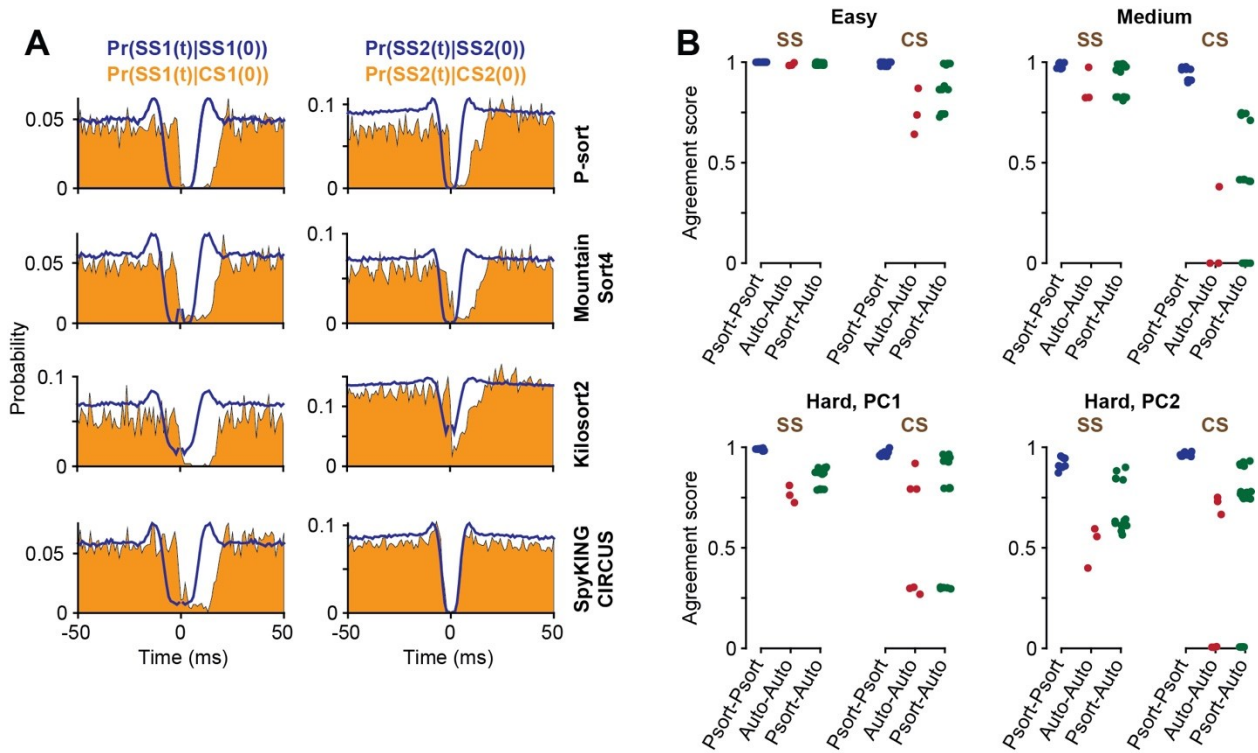 A
Pr(SS1(t)|SS1(0))
Pr(SS1(t)|CS1(0))
Pr(SS2(t)|SS2(0))
Pr(SS2(t)|CS2(0))
0.05
0
0.1
0
P-sort
0.05
0
0.1
0
Mountain
Sort4
Probability
0.1
0
0.1
0
Kilosort2
0.05
0
0.1
0
SpyKING
CIRCUS
-50
0
50
-50
0
50
Time (ms)
Time (ms)
B
Easy
SS
CS
Agreement score
1
0.5
0
Psort-Psort
Auto-Auto
Psort-Auto
Psort-Psort
Auto-Auto
Psort-Auto
Medium
SS
CS
1
0.5
0
Psort-Psort
Auto-Auto
Psort-Auto
Psort-Psort
Auto-Auto
Psort-Auto
Hard, PC1
SS
CS
Agreement score
1
0.5
0
Psort-Psort
Auto-Auto
Psort-Auto
Psort-Psort
Auto-Auto
Psort-Auto
Hard, PC2
SS
CS
1
0.5
0
Psort-Psort
Auto-Auto
Psort-Auto
Psort-Psort
Auto-Auto
Psort-Auto